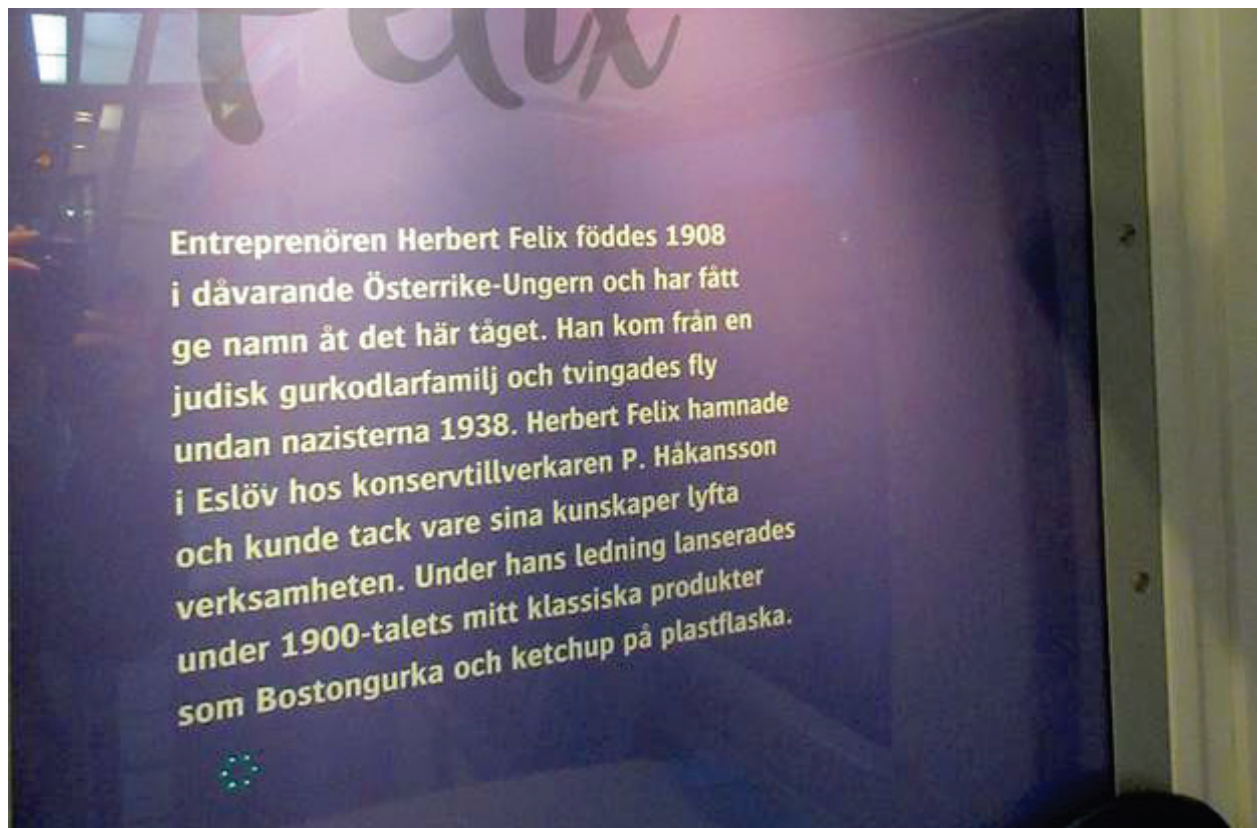 Felix
Entreprenören Herbert Felix föddes 1908
i dåvarande Österrike-Ungern och har fått
ge namn åt det här tåget. Han kom från en
judisk gurkodlarfamilj och tvingades fly
undan nazisterna 1938. Herbert Felix hamnade
i Eslöv hos konservtillverkaren P. Håkansson
och kunde tack vare sina kunskaper lyfta
verksamheten. Under hans ledning lanserades
under 1900-talets mitt klassiska produkter
som Bostongurka och ketchup på plastflaska.